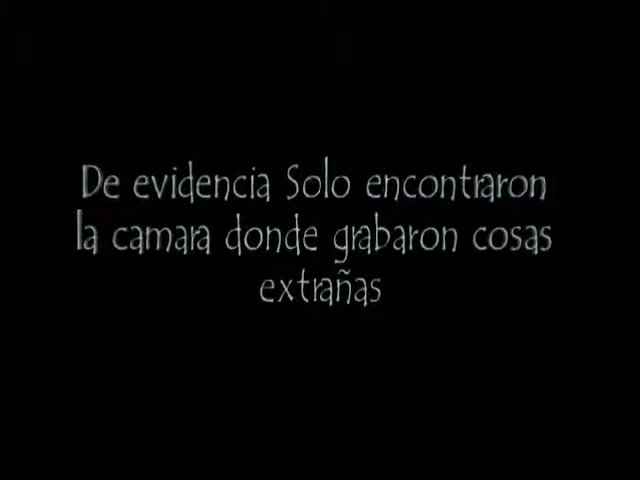 De evidencia Solo encontraron
la camara donde grabaron cosas
extrañas